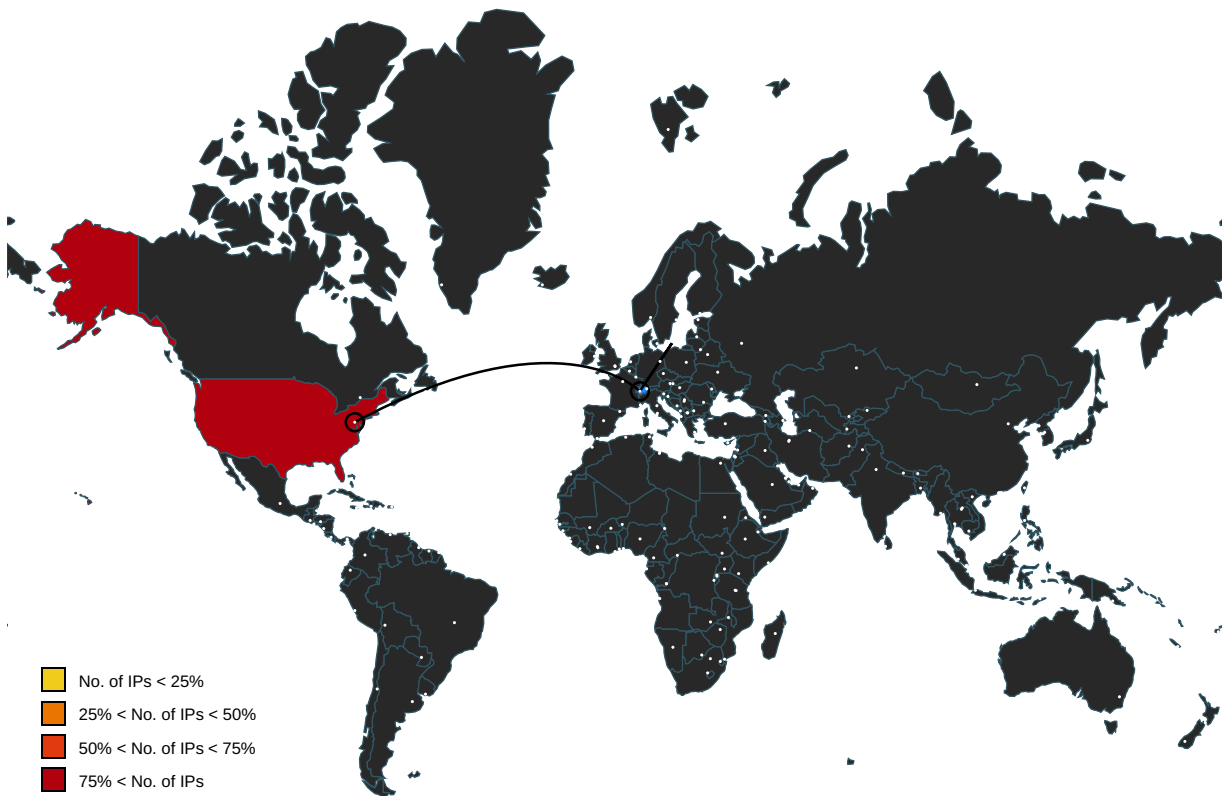 No. of IPs < 25%
25% < No. of IPs < 50%
50% < No. of IPs < 75%
75% < No. of IPs